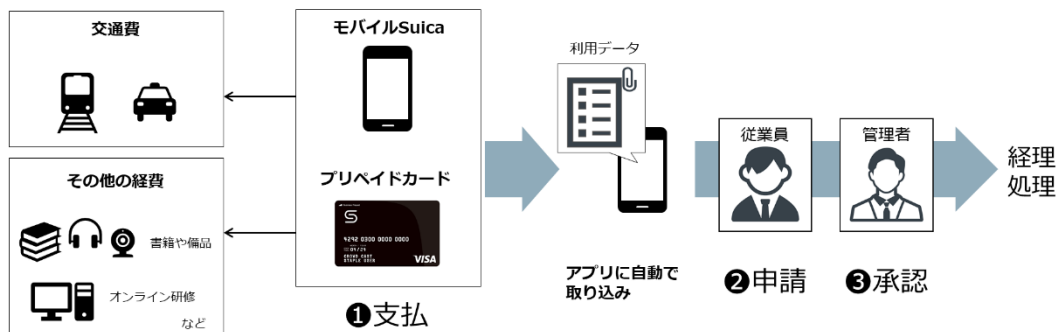 交通費
その他の経費
書籍や備品
オンライン研修
など
モバイルSuica
プリペイドカード
4242 0300 0000 0000
VISA
❶支払
利用データ
アプリに自動で
取り込み
従業員
❷申請
管理者
❸承認
経理
処理